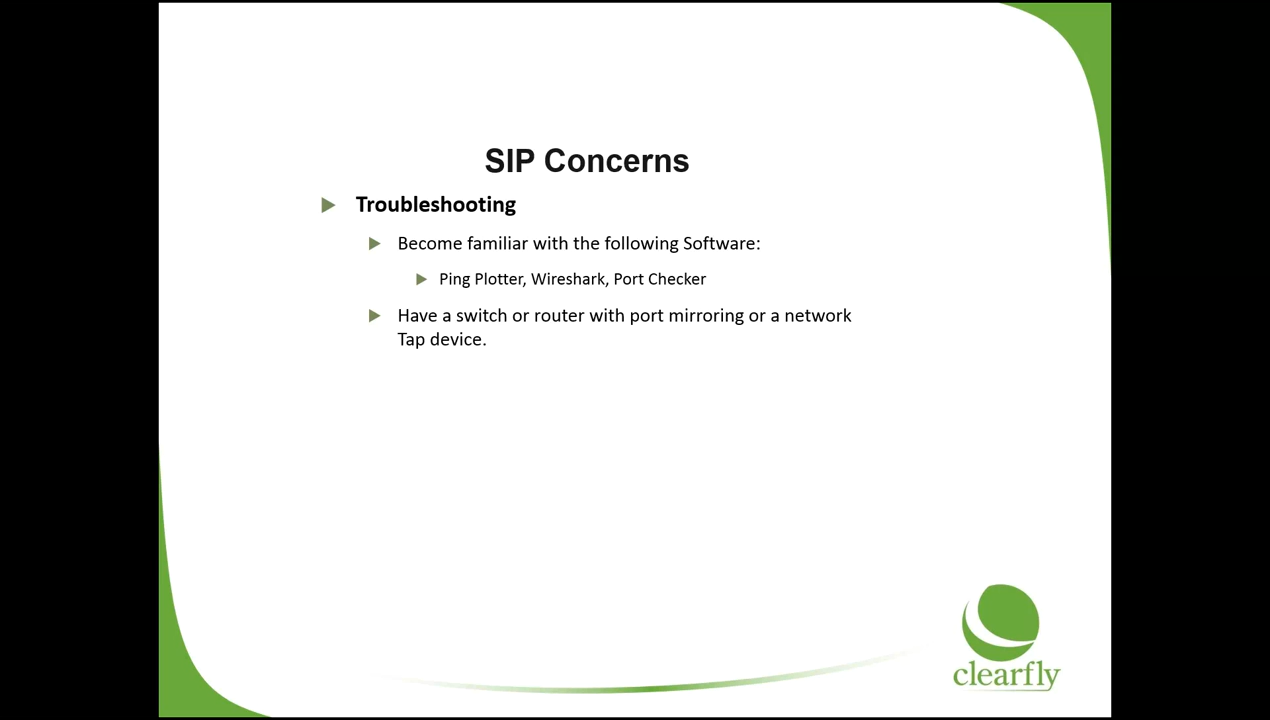 SIP Concerns
Troubleshooting
Become familiar with the following Software:
Ping Plotter, Wireshark, Port Checker
Have a switch or router with port mirroring or a network
Tap device.
clearfly